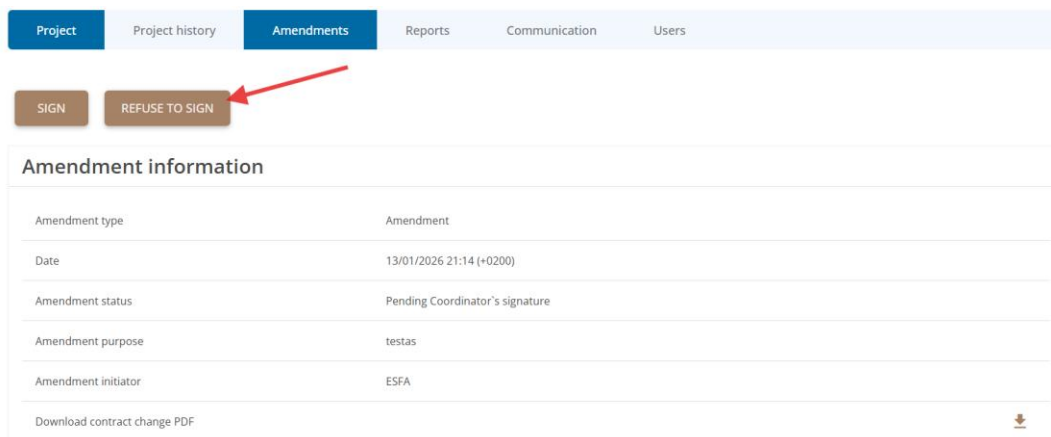 Project Project history Amendments Reports Communication Users
SIGN REFUSE TO SIGN
Amendment information
Amendment type Amendment
Date 13/01/2026 21:14 (+0200)
Amendment status Pending Coordinator`s signature
Amendment purpose testas
Amendment initiator ESFA
Download contract change PDF